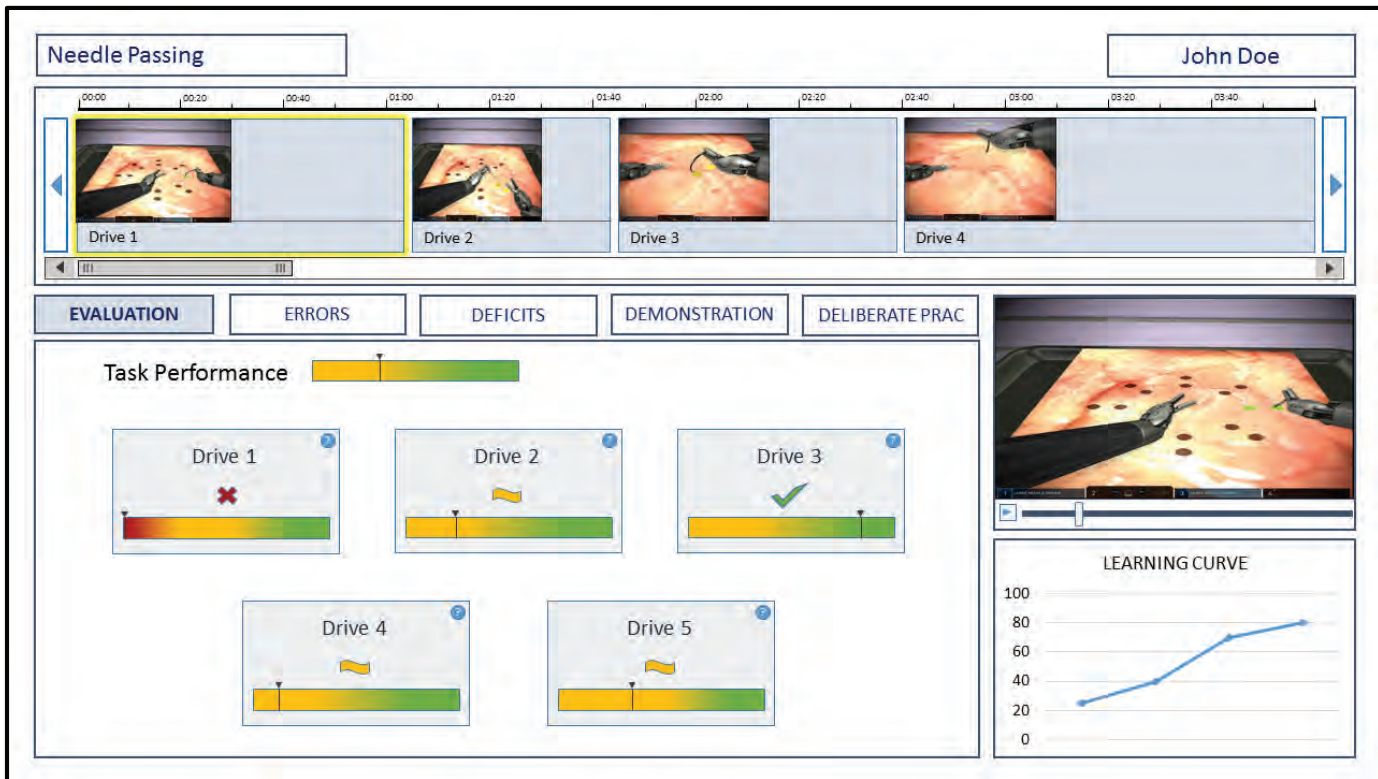 Needle Passing
John Doe
00:00 00:20 00:40 01:00 01:20 01:40 02:00 02:20 02:40 03:00 03:20 03:40
Drive 1
Drive 2
Drive 3
Drive 4
EVALUATION
ERRORS
DEFICITS
DEMONSTRATION
DELIBERATE PRAC
Task Performance
?
Drive 1
?
Drive 2
?
Drive 3
?
Drive 4
?
Drive 5
LEARNING CURVE
100
80
60
40
20
0